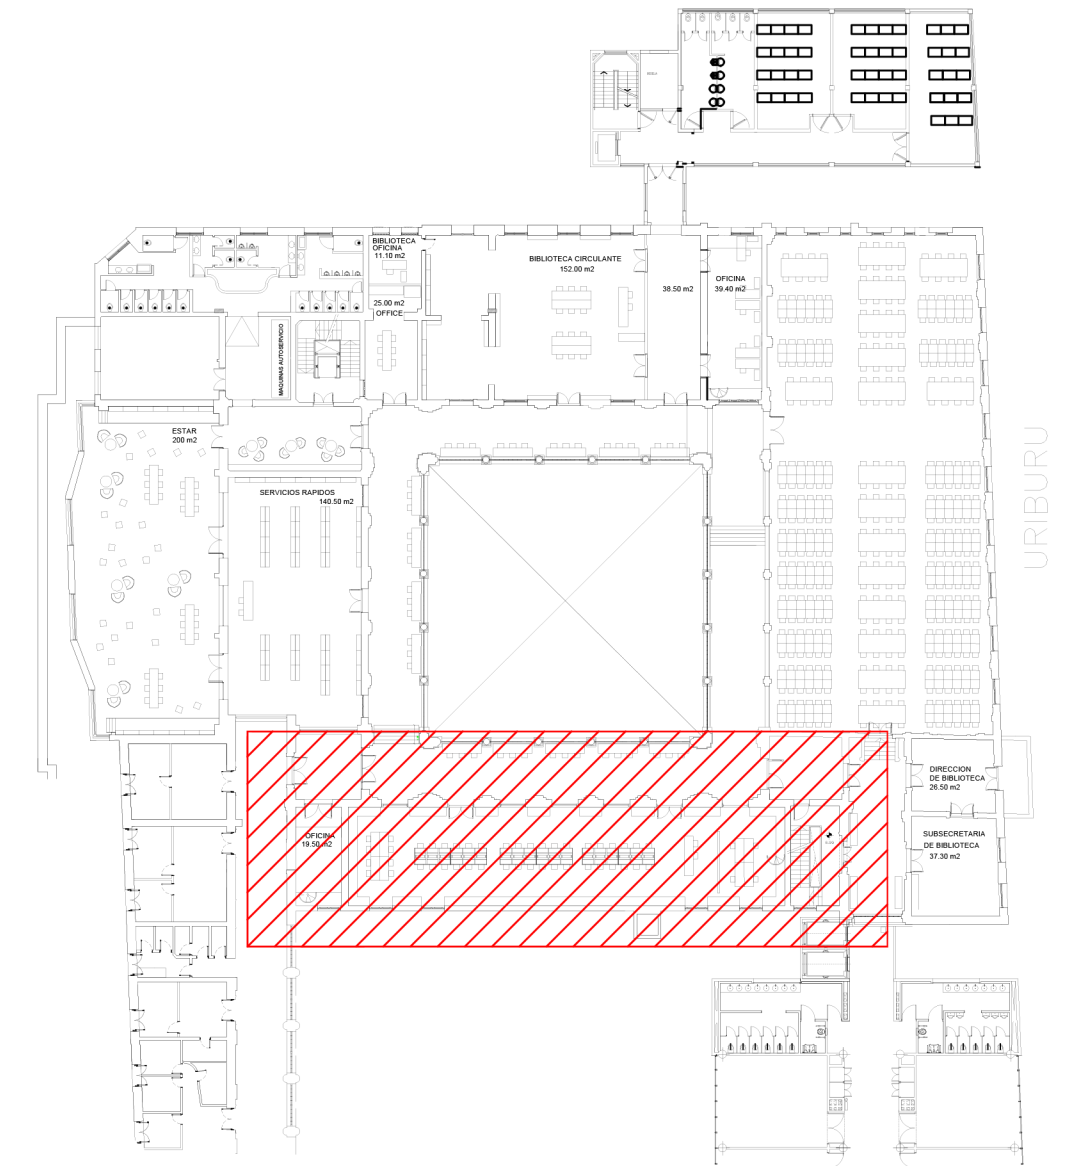 BIBLIOTECA
OFICINA
11.10 m2
25.00 m2
OFFICE
BIBLIOTECA CIRCULANTE
152.00 m2
38.50 m2
OFICINA
39.40 m2
MAQUINAS AUTOSERVICIO
ESTAR
200 m2
SERVICIOS RAPIDOS
140.50 m2
URIBURU
DIRECCION
DE BIBLIOTECA
26.50 m2
OFICINA
19.50 m2
SUBSECRETARIA
DE BIBLIOTECA
37.30 m2